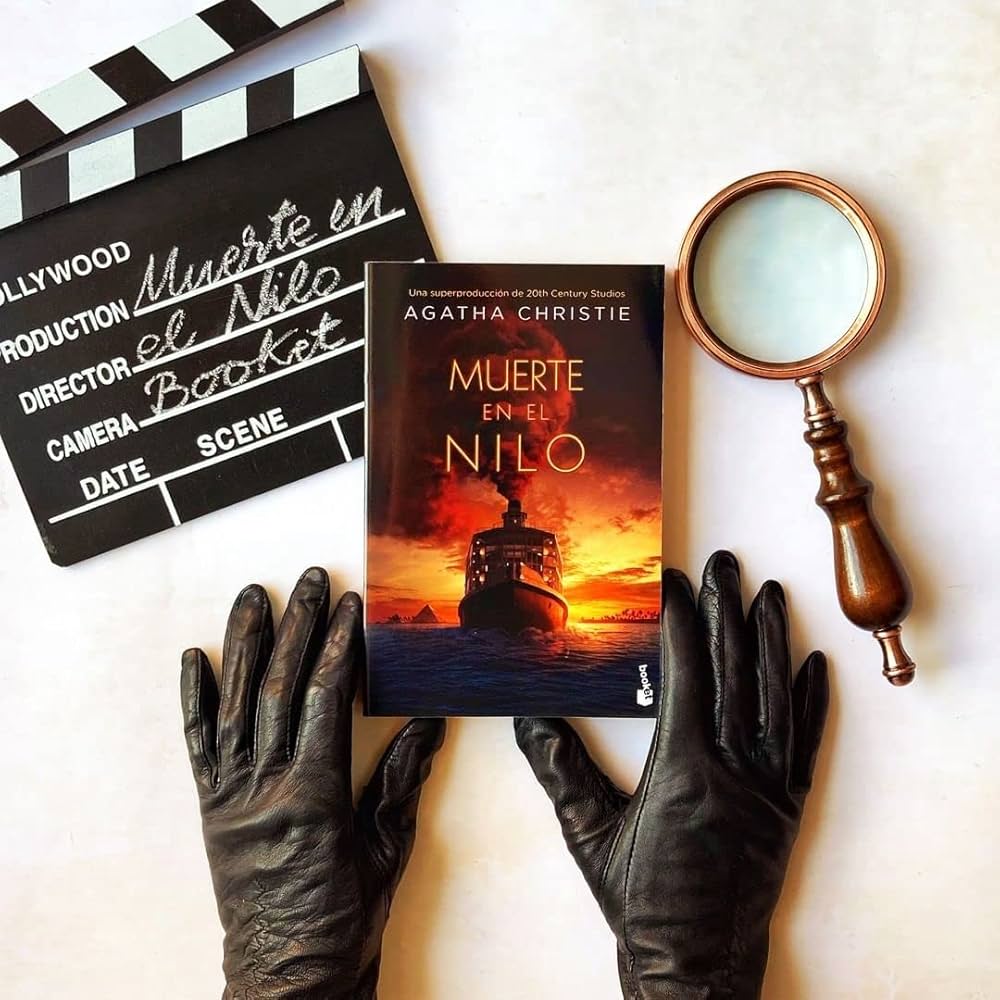 OLLYWOOD
PRODUCTION Muerte en
DIRECTOR el Nilo
CAMERA Booket
DATE SCENE
Una superproducción de 20th Century Studios
AGATHA CHRISTIE
MUERTE
EN EL
NILO
booket